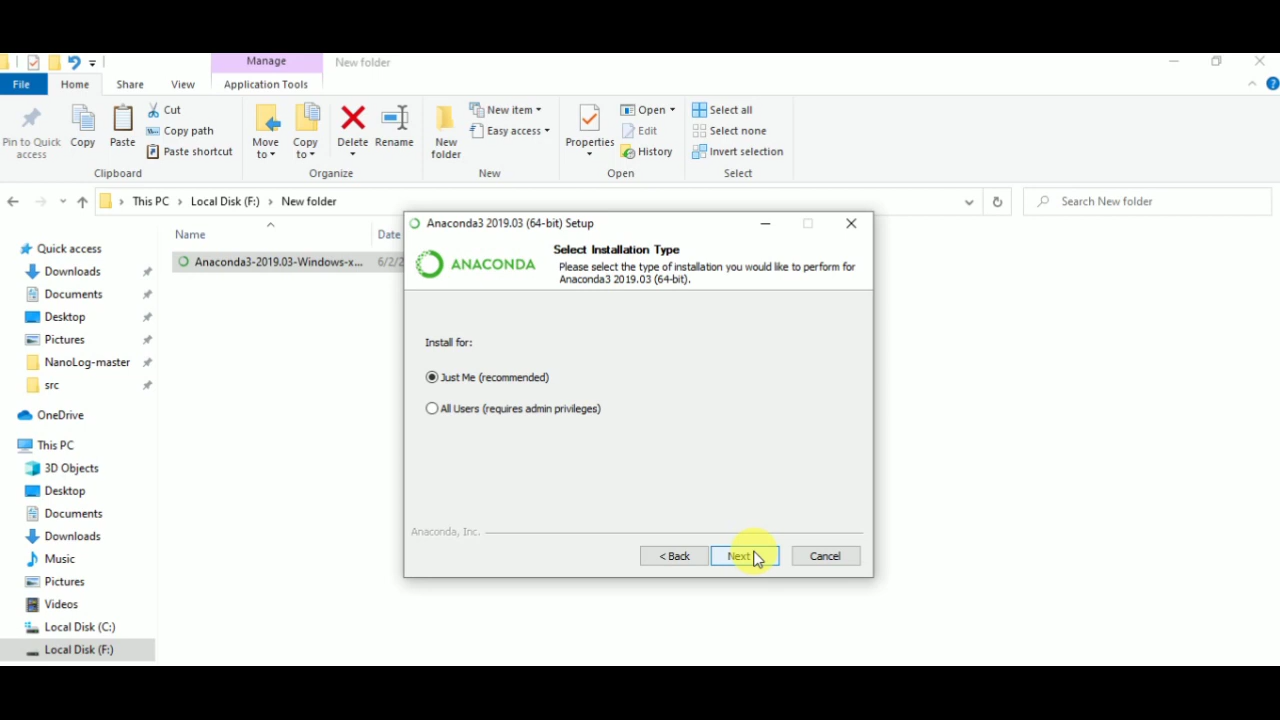 Manage
New folder
File
Home
Share
View
Application Tools
Pin to Quick
access
Copy
Paste
Cut
Copy path
Paste shortcut
Clipboard
Move
to
Copy
to
Delete
Rename
Organize
New
folder
New item
Easy access
New
Properties
Open
Edit
History
Open
Select all
Select none
Invert selection
Select
This PC
Local Disk (F:)
New folder
Search New folder
Name
Date
Anaconda3-2019.03-Windows-x...
6/2/2
Quick access
Downloads
Documents
Desktop
Pictures
NanoLog-master
src
OneDrive
This PC
3D Objects
Desktop
Documents
Downloads
Music
Pictures
Videos
Local Disk (C:)
Local Disk (F:)
Anaconda3 2019.03 (64-bit) Setup
ANACONDA
Select Installation Type
Please select the type of installation you would like to perform for
Anaconda3 2019.03 (64-bit).
Install for:
Just Me (recommended)
All Users (requires admin privileges)
Anaconda, Inc.
< Back
Next
Cancel